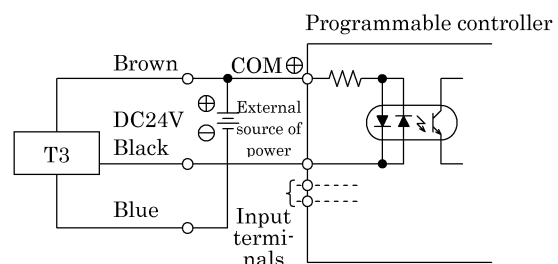 Programmable controller
Brown
COM⊕
⊕
External
DC24V
source of
⊖
power
T3
Black
Blue
Input
termi-
nals